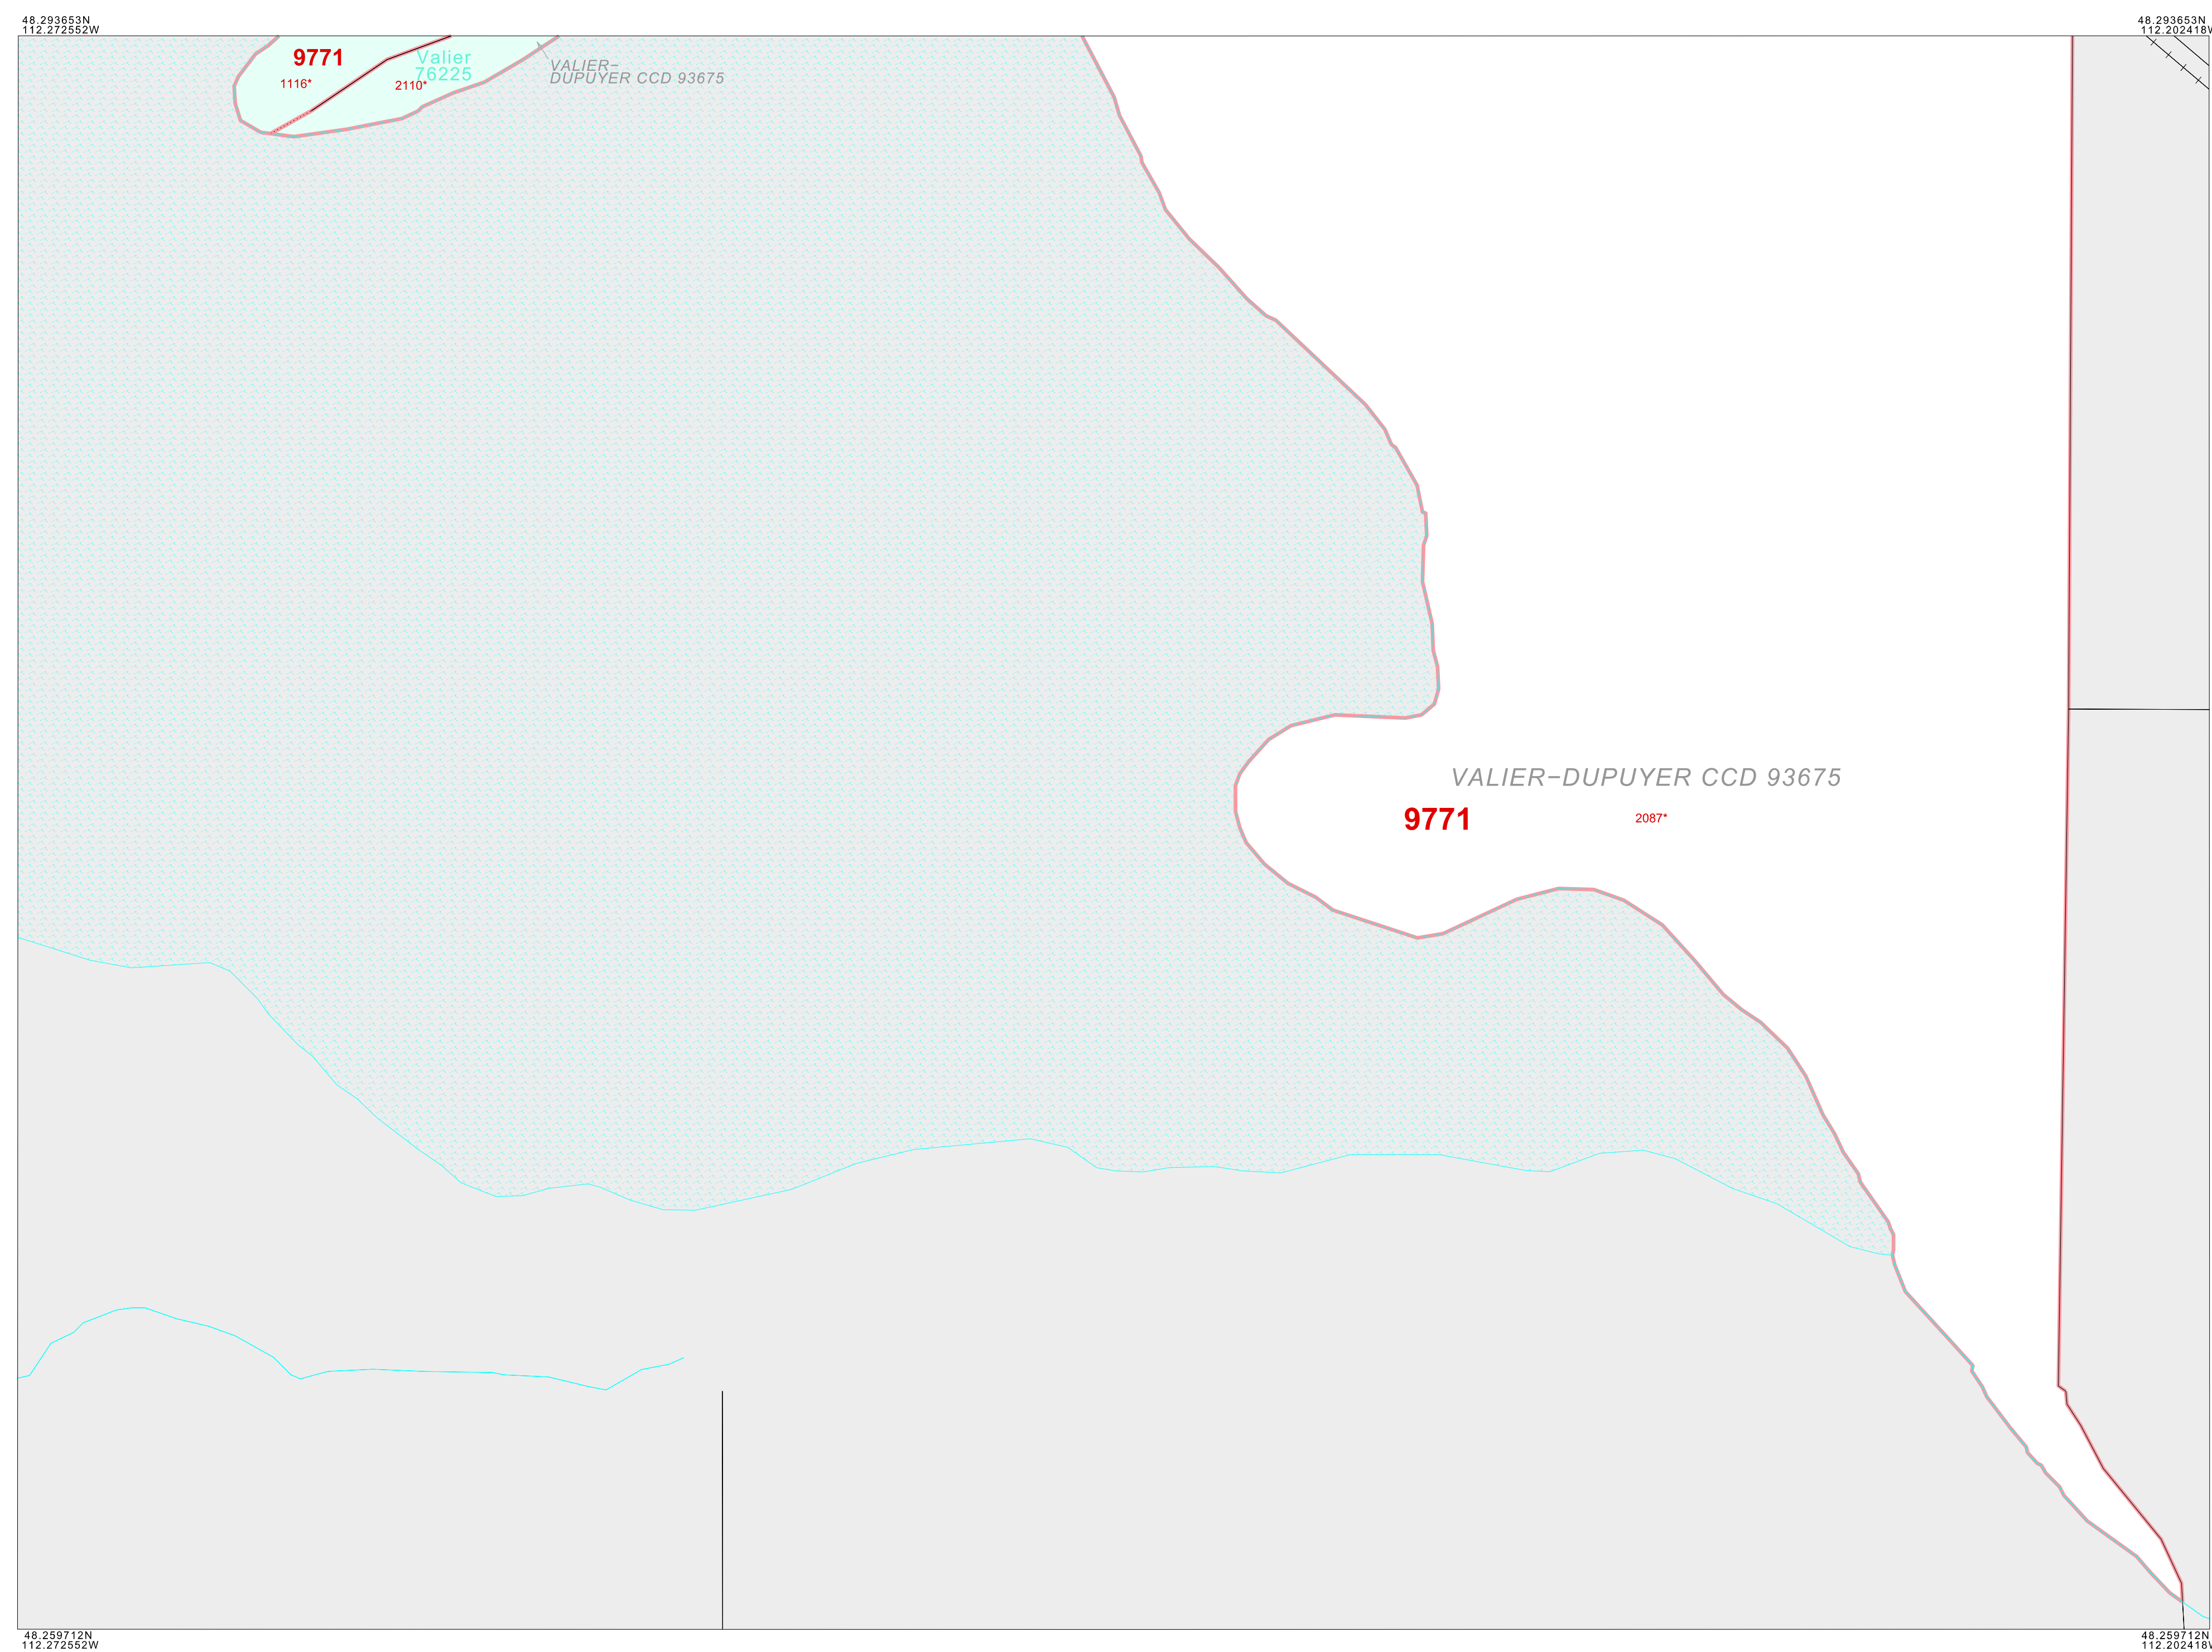 48.293653N
112.272552W
48.293653N
112.202418W
9771
1116*
Valier
76225
2110*
VALIER-
DUPUYER CCD 93675
VALIER-DUPUYER CCD 93675
9771
2087*
48.259712N
112.272552W
48.259712N
112.202418W